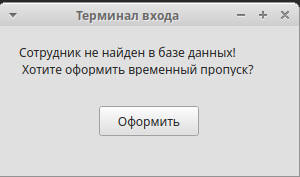 Терминал входа
Сотрудник не найден в базе данных!
Хотите оформить временный пропуск?
Оформить